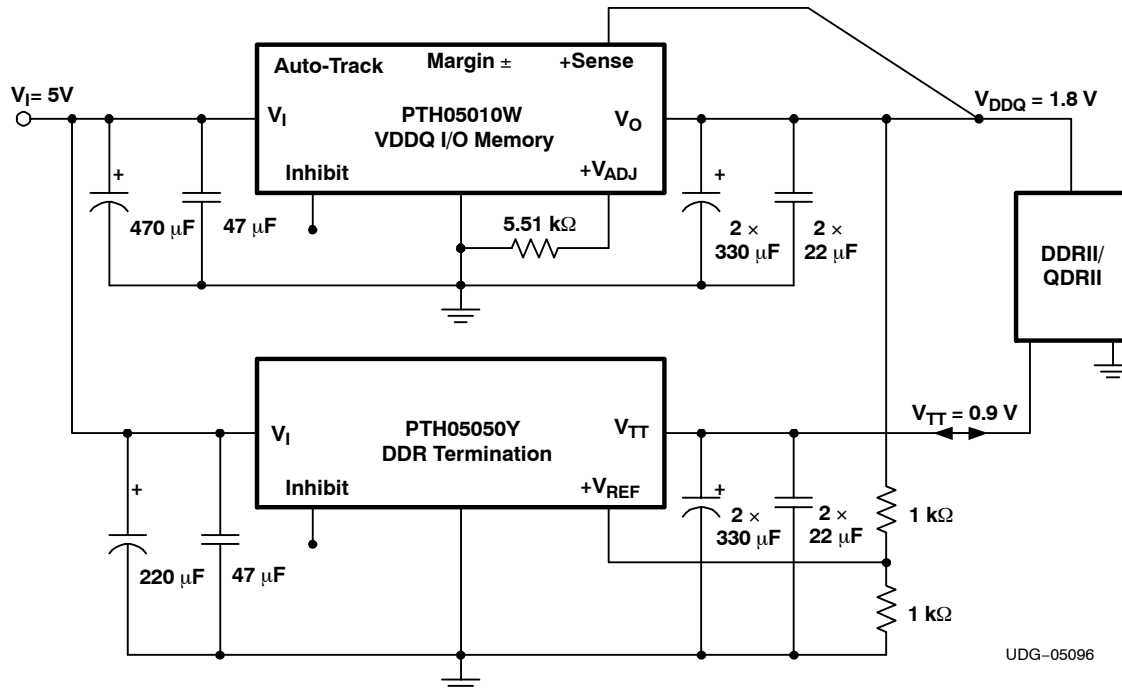 Auto-Track
Margin ±
+Sense
V_I= 5V
V_I
PTH05010W
VDDQ I/O Memory
V_O
V_DDQ = 1.8 V
Inhibit
+V_ADJ
470 μF
+
47 μF
5.51 kΩ
+
2 ×
330 μF
2 ×
22 μF
DDRII/
QDRII
V_I
PTH05050Y
DDR Termination
V_TT
V_TT = 0.9 V
Inhibit
+V_REF
+
220 μF
47 μF
+
2 ×
330 μF
2 ×
22 μF
1 kΩ
1 kΩ
UDG–05096